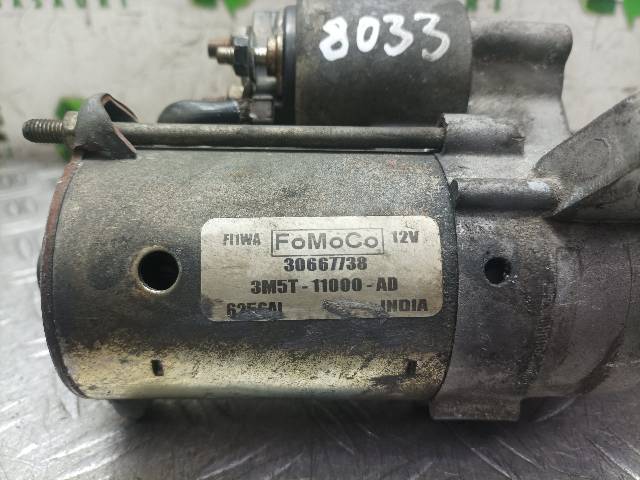 8033
FI1WA FoMoCo 12V
30667738
3M5T - 11000 - AD
INDIA